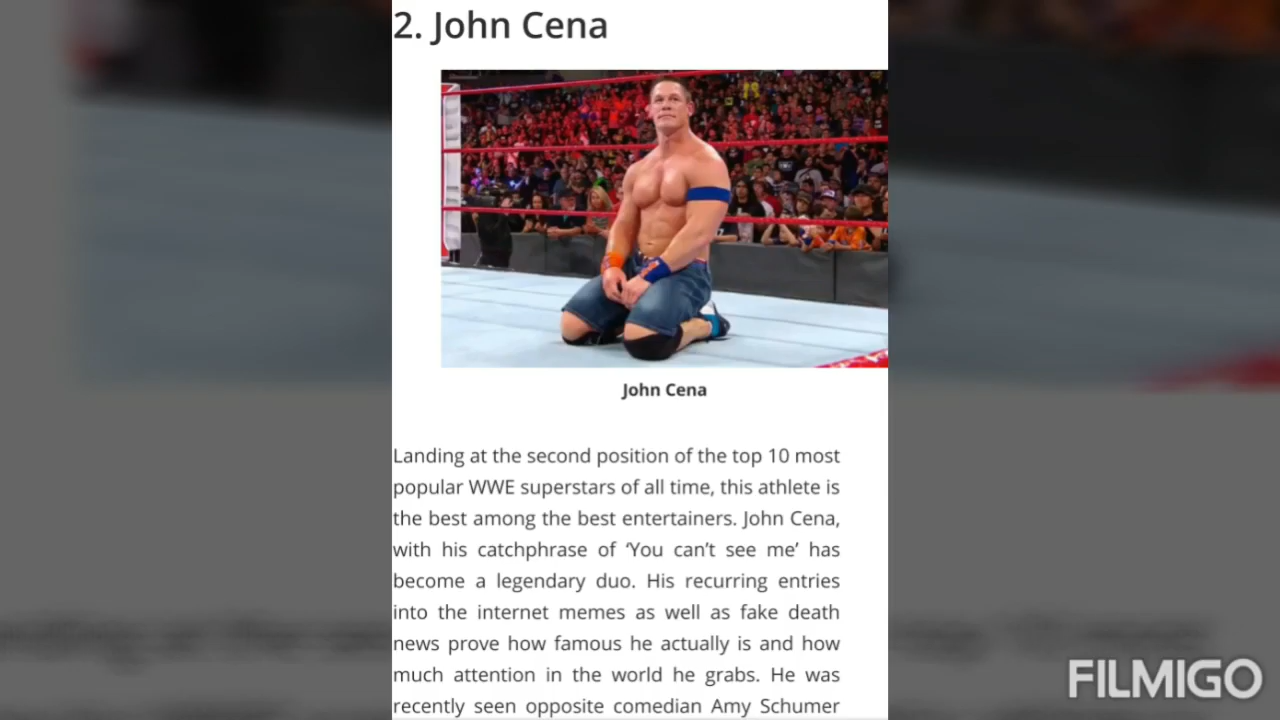 2. John Cena
John Cena
Landing at the second position of the top 10 most
popular WWE superstars of all time, this athlete is
the best among the best entertainers. John Cena,
with his catchphrase of ‘You can’t see me’ has
become a legendary duo. His recurring entries
into the internet memes as well as fake death
news prove how famous he actually is and how
much attention in the world he grabs. He was
recently seen opposite comedian Amy Schumer
FILMIGO